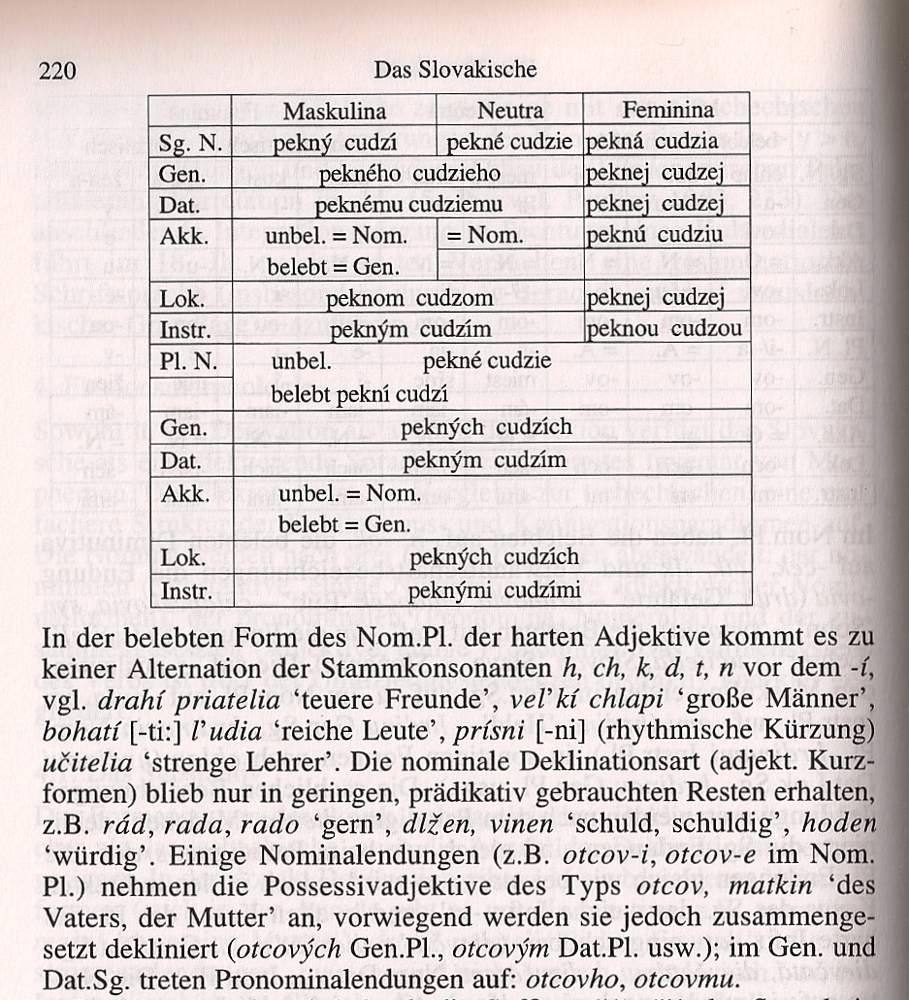 220
Das Slovakische
Maskulina Neutra Feminina
Sg. N. pekný cudzí pekné cudzie pekná cudzia
Gen. pekného cudzieho peknej cudzej
Dat. peknému cudziemu peknej cudzej
Akk. unbel. = Nom. = Nom. peknú cudziu
belebt = Gen.
Lok. peknom cudzom peknej cudzej
Instr. pekným cudzím peknou cudzou
Pl. N. unbel. pekné cudzie
belebt pekní cudzí
Gen. pekných cudzích
Dat. pekným cudzím
Akk. unbel. = Nom.
belebt = Gen.
Lok. pekných cudzích
Instr. peknými cudzími
In der belebten Form des Nom.Pl. der harten Adjektive kommt es zu
keiner Alternation der Stammkonsonanten h, ch, k, d, t, n vor dem -í,
vgl. drahí priatelia ‘teuere Freunde’, vel’kí chlapi ‘große Männer’,
bohatí [-ti:] l’udia ‘reiche Leute’, prísni [-ni] (rhythmische Kürzung)
učitelia ‘strenge Lehrer’. Die nominale Deklinationsart (adjekt. Kurz-
formen) blieb nur in geringen, prädikativ gebrauchten Resten erhalten,
z.B. rád, rada, rado ‘gern’, dlžen, vinen ‘schuld, schuldig’, hoden
‘würdig’. Einige Nominalendungen (z.B. otcov-i, otcov-e im Nom.
Pl.) nehmen die Possessivadjektive des Typs otcov, matkin ‘des
Vaters, der Mutter’ an, vorwiegend werden sie jedoch zusammenge-
setzt dekliniert (otcových Gen.Pl., otcovým Dat.Pl. usw.); im Gen. und
Dat.Sg. treten Pronominalendungen auf: otcovho, otcovmu.